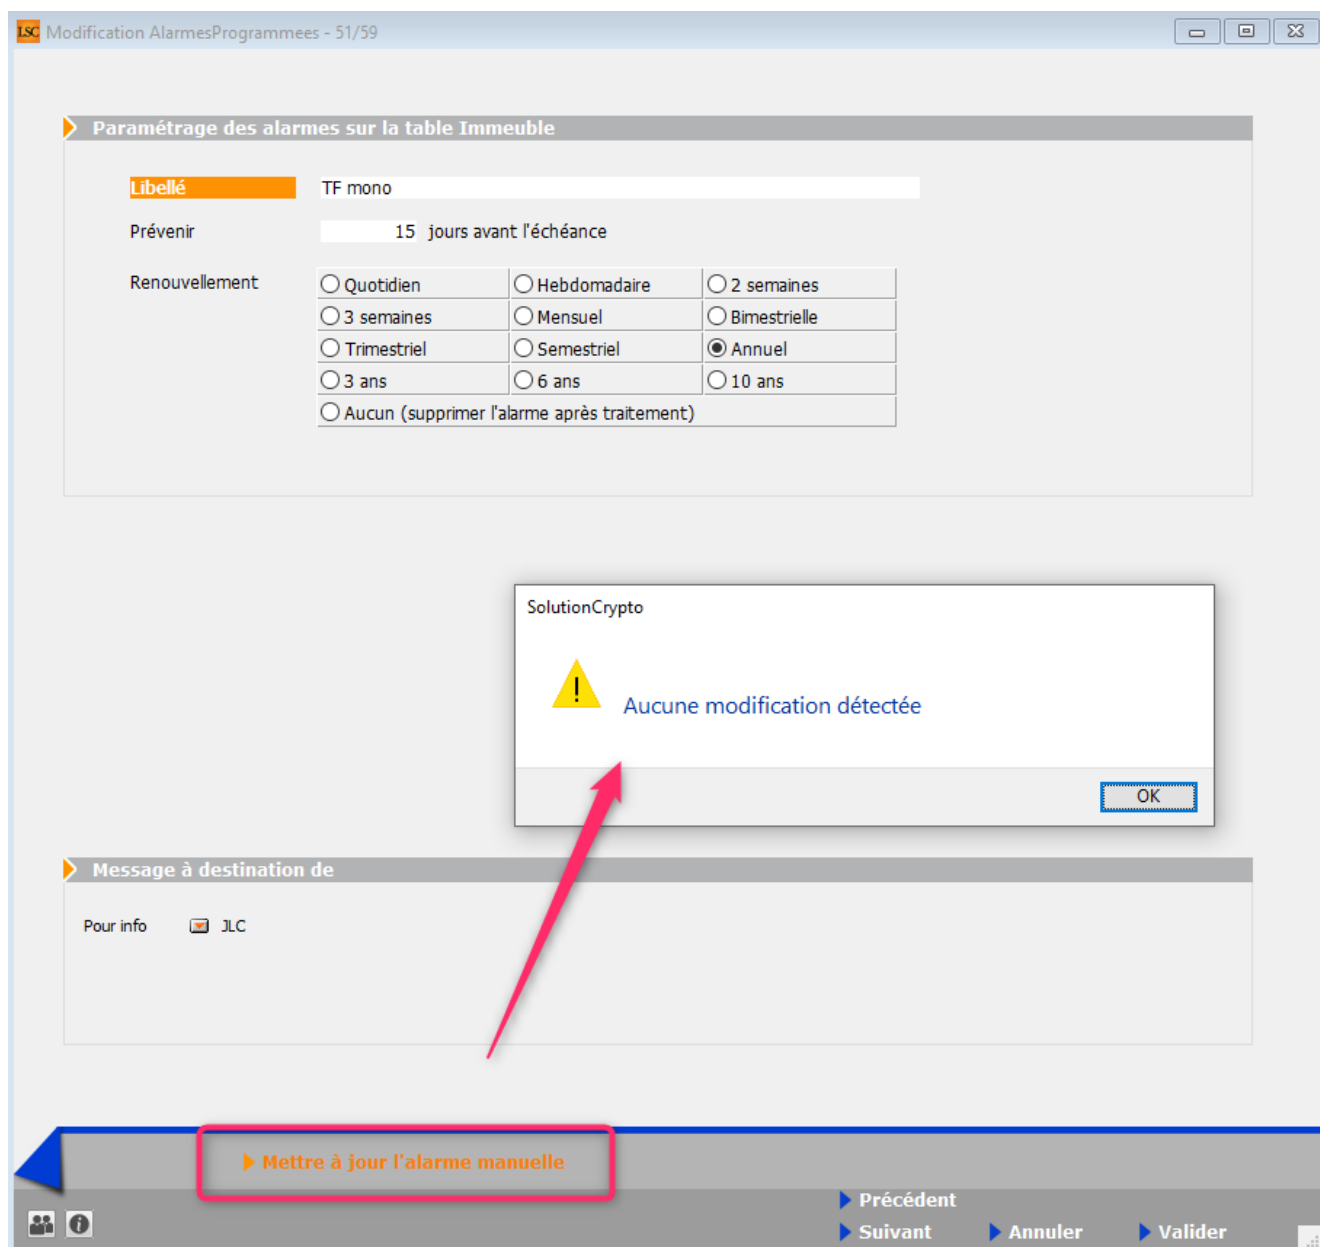 LSC Modification AlarmesProgrammees - 51/59
Paramétrage des alarmes sur la table Immeuble
Libellé TF mono
Prévenir 15 jours avant l'échéance
Renouvellement Quotidien Hebdomadaire 2 semaines
3 semaines Mensuel Bimestrielle
Trimestriel Semestriel Annuel
3 ans 6 ans 10 ans
Aucun (supprimer l'alarme après traitement)
SolutionCrypto
Aucune modification détectée
OK
Message à destination de
Pour info JLC
Mettre à jour l'alarme manuelle
Précédent
Suivant Annuler Valider